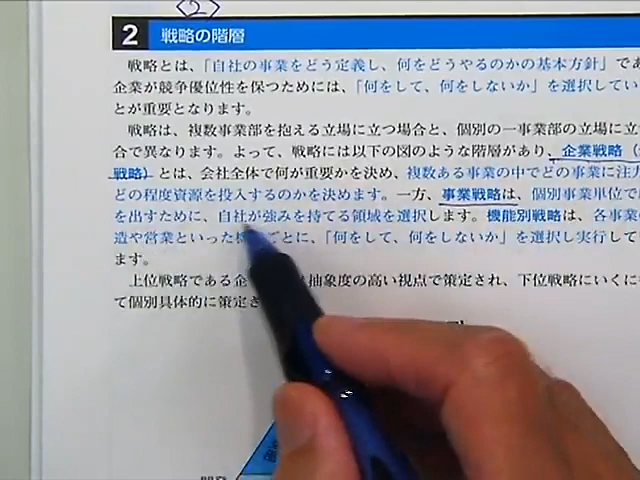 2
2 戦略の階層
戦略とは、「自社の事業をどう定義し、何をどうやるのかの基本方針」であ
企業が競争優位性を保つためには、「何をして、何をしないか」を選択してい
とが重要となります。
戦略は、複数事業部を抱える立場に立つ場合と、個別の一事業部の立場に立
合で異なります。よって、戦略には以下の図のような階層があり、企業戦略（
戦略）とは、会社全体で何が重要かを決め、複数ある事業の中でどの事業に注力
どの程度資源を投入するのかを決めます。一方、事業戦略は、個別事業単位で
を出すために、自社が強みを持てる領域を選択します。機能別戦略は、各事業
造や営業といった ごとに、「何をして、何をしないか」を選択し実行して
ます。
上位戦略である企 抽象度の高い視点で策定され、下位戦略にいくに
て個別具体的に策定さ